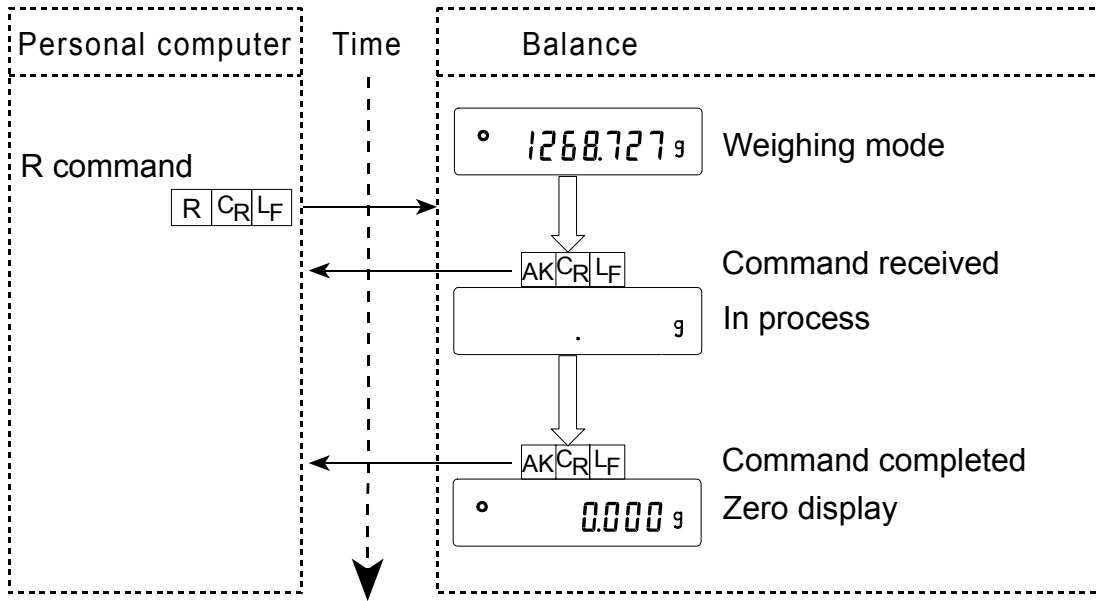 Personal computer Time Balance
1268.727 g Weighing mode
R command
R CR LF
AK CR LF Command received
. g In process
AK CR LF Command completed
0.000 g Zero display